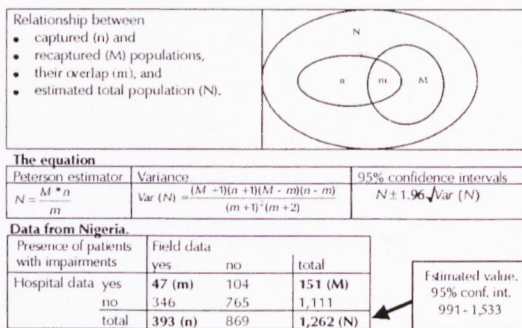 Relationship between
• captured (n) and
• recaptured (M) populations,
• their overlap (m), and
• estimated total population (N).
N
n
m
M
The equation
Peterson estimator Variance 95% confidence intervals
N = M * n / m
Var (N) = (M +1)(n +1)(M - m)(n - m) / (m +1)²(m +2)
N ± 1.96 √Var (N)
Data from Nigeria.
Presence of patients Field data
with impairments yes no total
Hospital data yes 47 (m) 104 151 (M)
no 346 765 1,111
total 393 (n) 869 1,262 (N)
Estimated value.
95% conf. int.
991 - 1,533